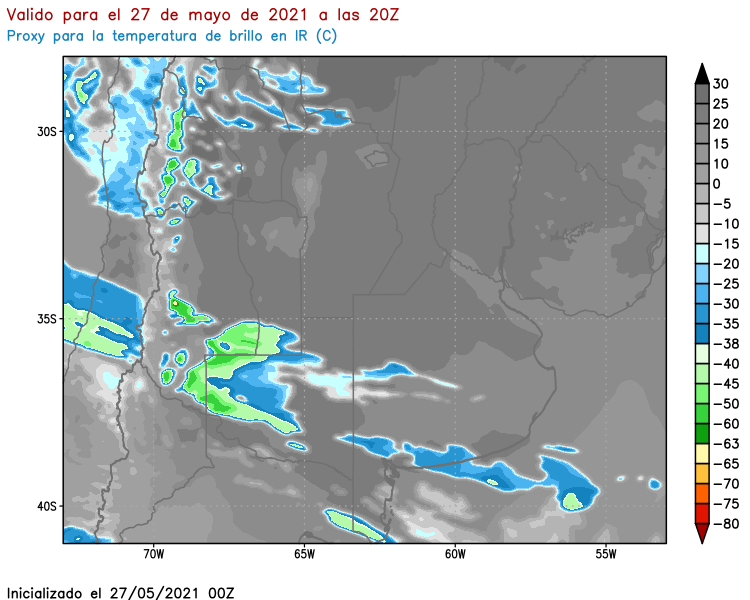 Valido para el 27 de mayo de 2021 a las 20Z
Proxy para la temperatura de brillo en IR (C)
30S
35S
40S
70W
65W
60W
55W
30
25
20
15
10
5
0
−5
−10
−15
−20
−25
−30
−35
−38
−40
−45
−50
−60
−63
−65
−70
−75
−80
Inicializado el 27/05/2021 00Z